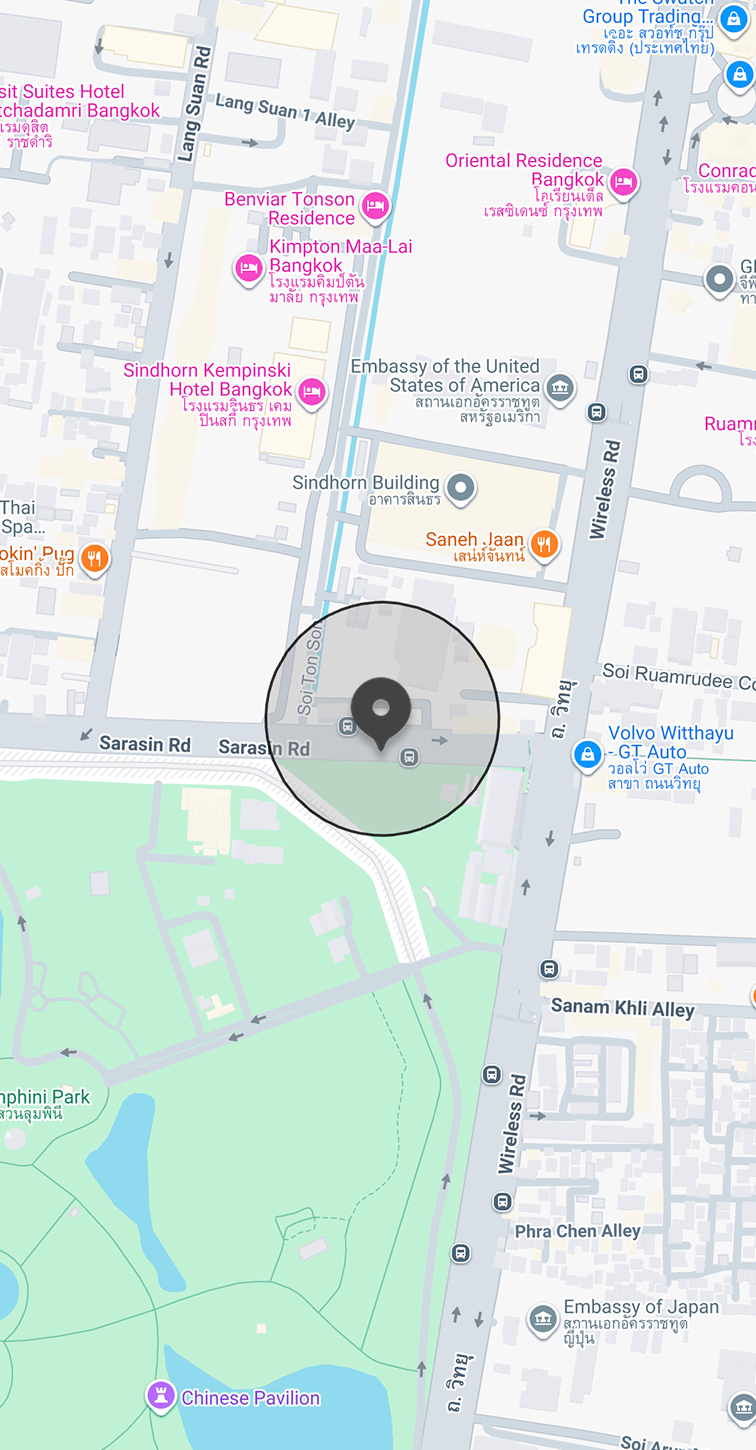 The Swatch
Group Trading...
เดอะ สวอท์ช กรุ๊ป
เทรดดิ้ง (ประเทศไทย)
sit Suites Hotel
tchadamri Bangkok
แรมดุสิต
ราชดำริ
Lang Suan Rd
Lang Suan 1 Alley
Oriental Residence
Bangkok
โอเรียนเต็ล
เรสซิเดนซ์ กรุงเทพ
Conrad
โรงแรมคอน
Benviar Tonson
Residence
Kimpton Maa-Lai
Bangkok
โรงแรมคิมป์ตัน
มาลัย กรุงเทพ
Sindhorn Kempinski
Hotel Bangkok
โรงแรมสินธร เคม
ปินสกี้ กรุงเทพ
Embassy of the United
States of America
สถานเอกอัครราชทูต
สหรัฐอเมริกา
Ruamr
Wireless Rd
Sindhorn Building
อาคารสินธร
Thai
Spa...
Saneh Jaan
เสน่ห์จันทน์
okin' Pug
สโมคกิ้ง ปั๊ก
Soi Ton Son
Soi Ruamrudee Co
ถ. วิทยุ
Sarasin Rd
Sarasin Rd
Volvo Witthayu
- GT Auto
วอลโว่ GT Auto
สาขา ถนนวิทยุ
Sanam Khli Alley
mphini Park
สวนลุมพินี
Wireless Rd
Phra Chen Alley
Embassy of Japan
สถานเอกอัครราชทูต
ญี่ปุ่น
ถ. วิทยุ
Chinese Pavilion
Soi Arun